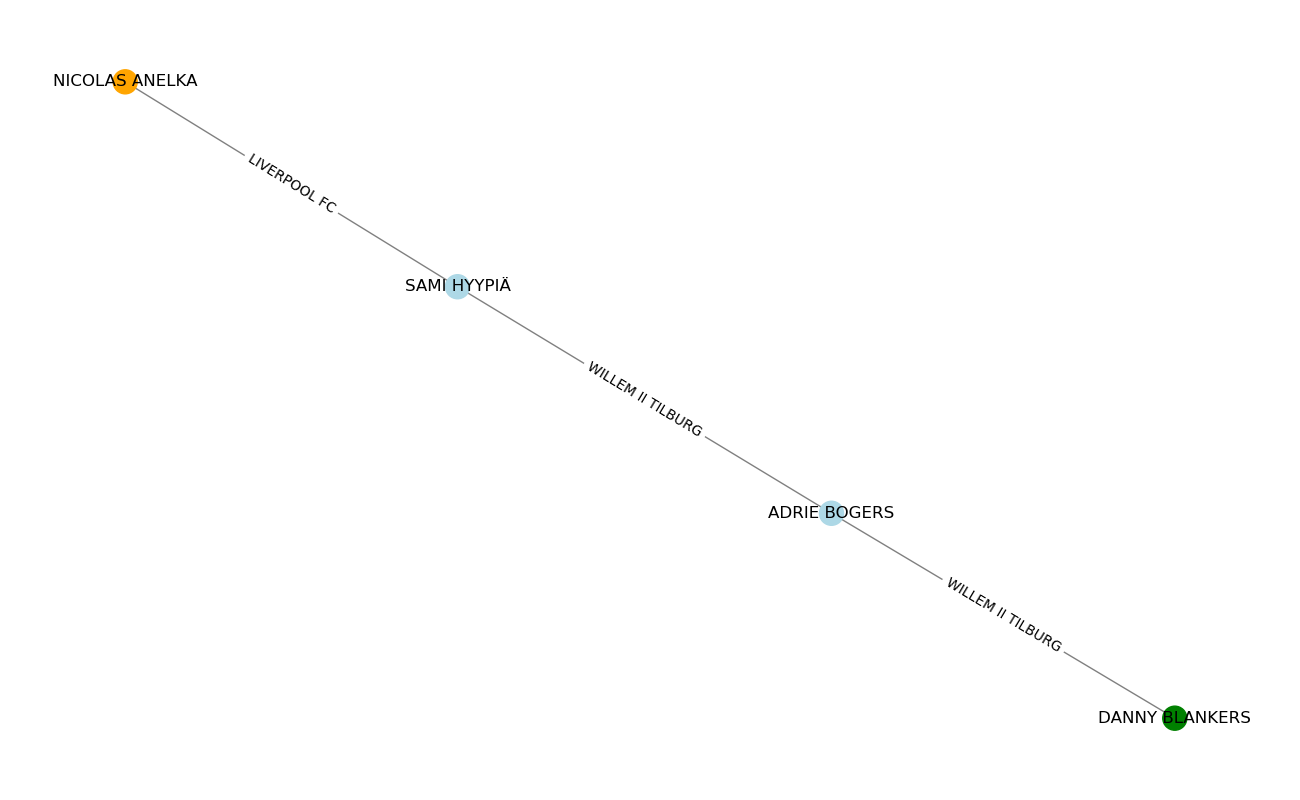 NICOLAS ANELKA
LIVERPOOL FC
SAMI HYYPIÄ
WILLEM II TILBURG
ADRIE BOGERS
WILLEM II TILBURG
DANNY BLANKERS